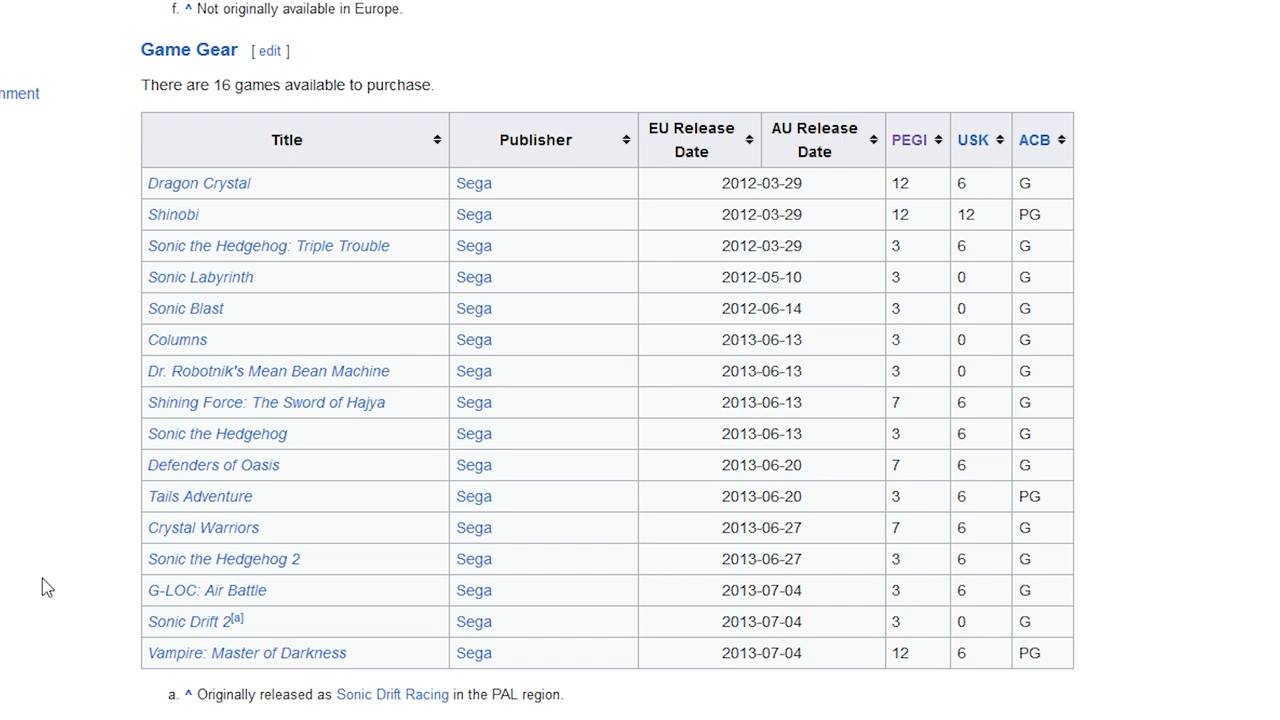 f. ^ Not originally available in Europe.
Game Gear [ edit ]
There are 16 games available to purchase.
nment
Title Publisher EU Release Date AU Release Date PEGI USK ACB
Dragon Crystal Sega 2012-03-29 12 6 G
Shinobi Sega 2012-03-29 12 12 PG
Sonic the Hedgehog: Triple Trouble Sega 2012-03-29 3 6 G
Sonic Labyrinth Sega 2012-05-10 3 0 G
Sonic Blast Sega 2012-06-14 3 0 G
Columns Sega 2013-06-13 3 0 G
Dr. Robotnik's Mean Bean Machine Sega 2013-06-13 3 0 G
Shining Force: The Sword of Hajya Sega 2013-06-13 7 6 G
Sonic the Hedgehog Sega 2013-06-13 3 6 G
Defenders of Oasis Sega 2013-06-20 7 6 G
Tails Adventure Sega 2013-06-20 3 6 PG
Crystal Warriors Sega 2013-06-27 7 6 G
Sonic the Hedgehog 2 Sega 2013-06-27 3 6 G
G-LOC: Air Battle Sega 2013-07-04 3 6 G
Sonic Drift 2[a] Sega 2013-07-04 3 0 G
Vampire: Master of Darkness Sega 2013-07-04 12 6 PG
a. ^ Originally released as Sonic Drift Racing in the PAL region.